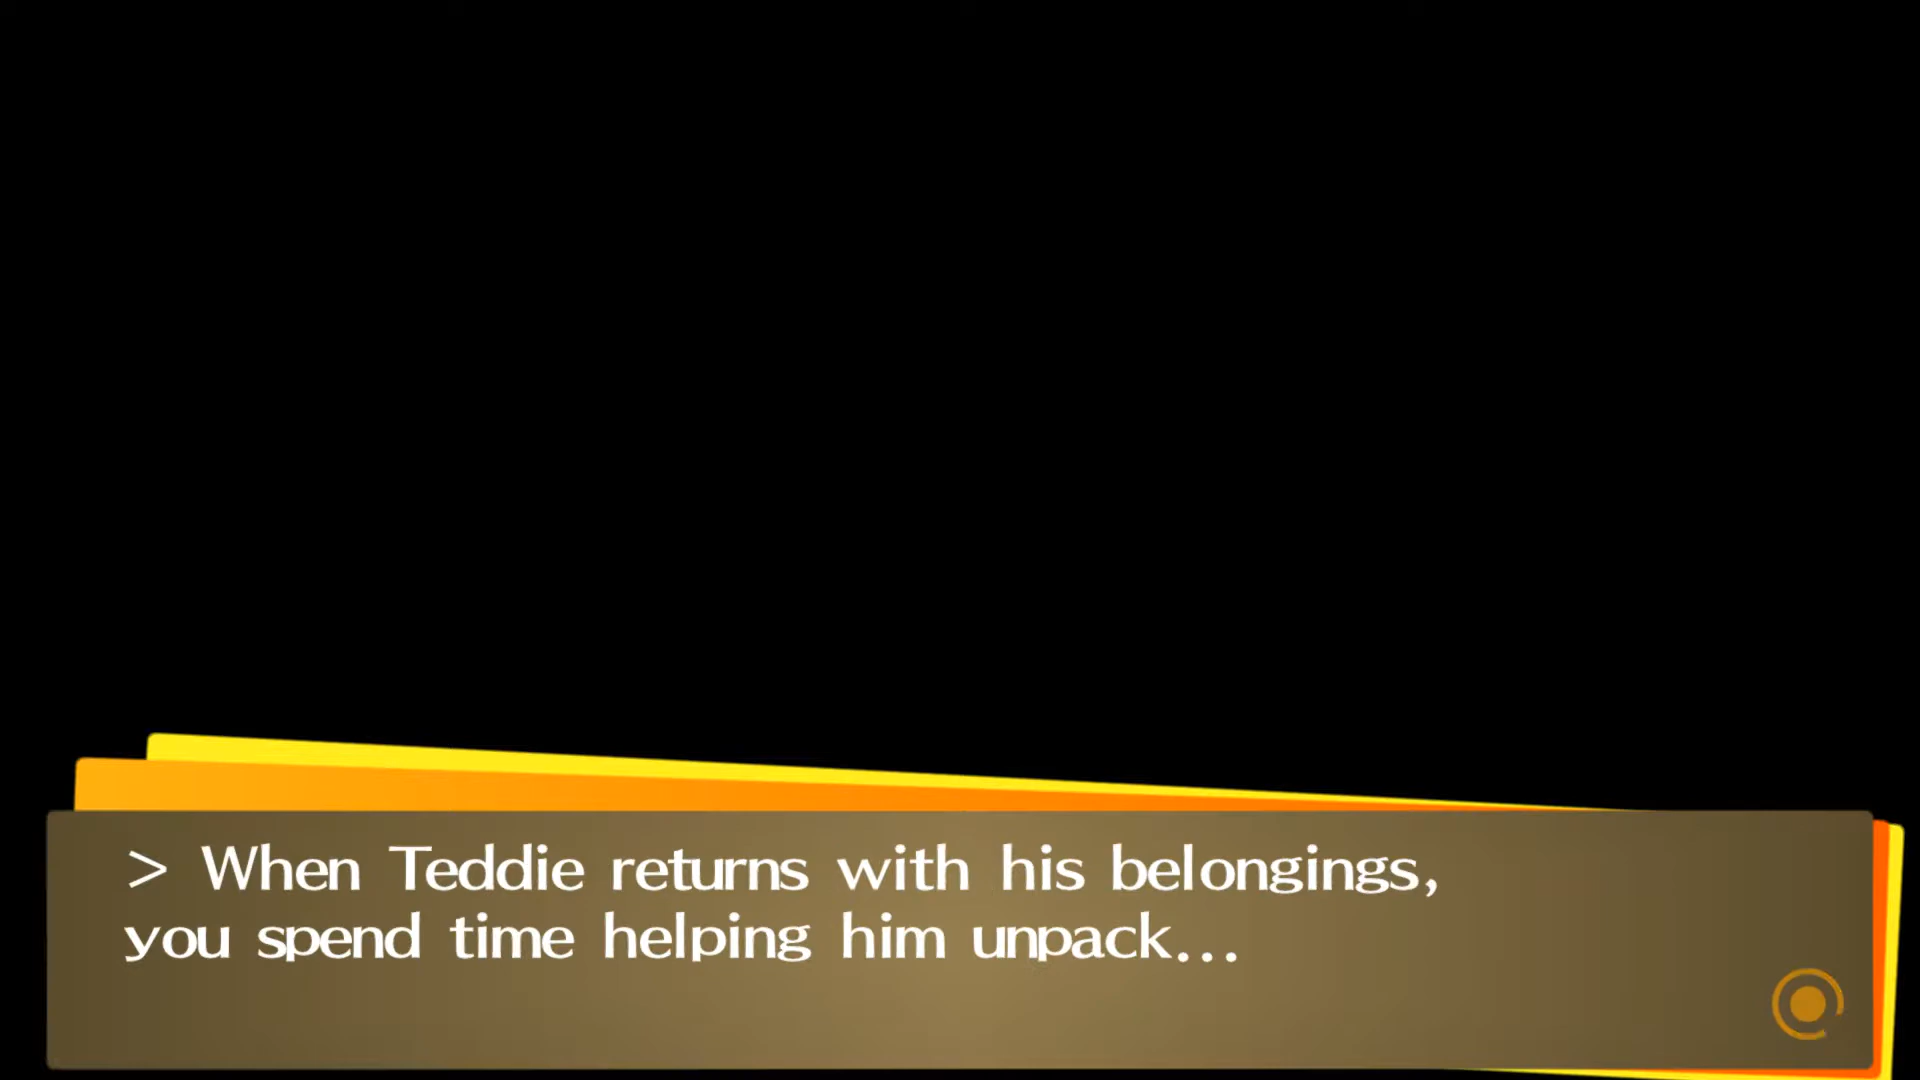 > When Teddie returns with his belongings,
you spend time helping him unpack...